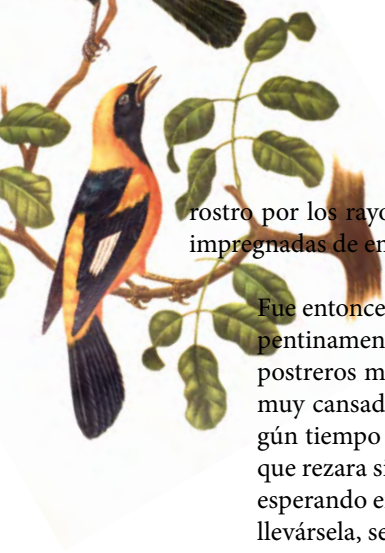 rostro por los rayo
impregnadas de en
Fue entonce
pentinamen
postreros m
muy cansad
gún tiempo
que rezara si
esperando e
llevársela, se